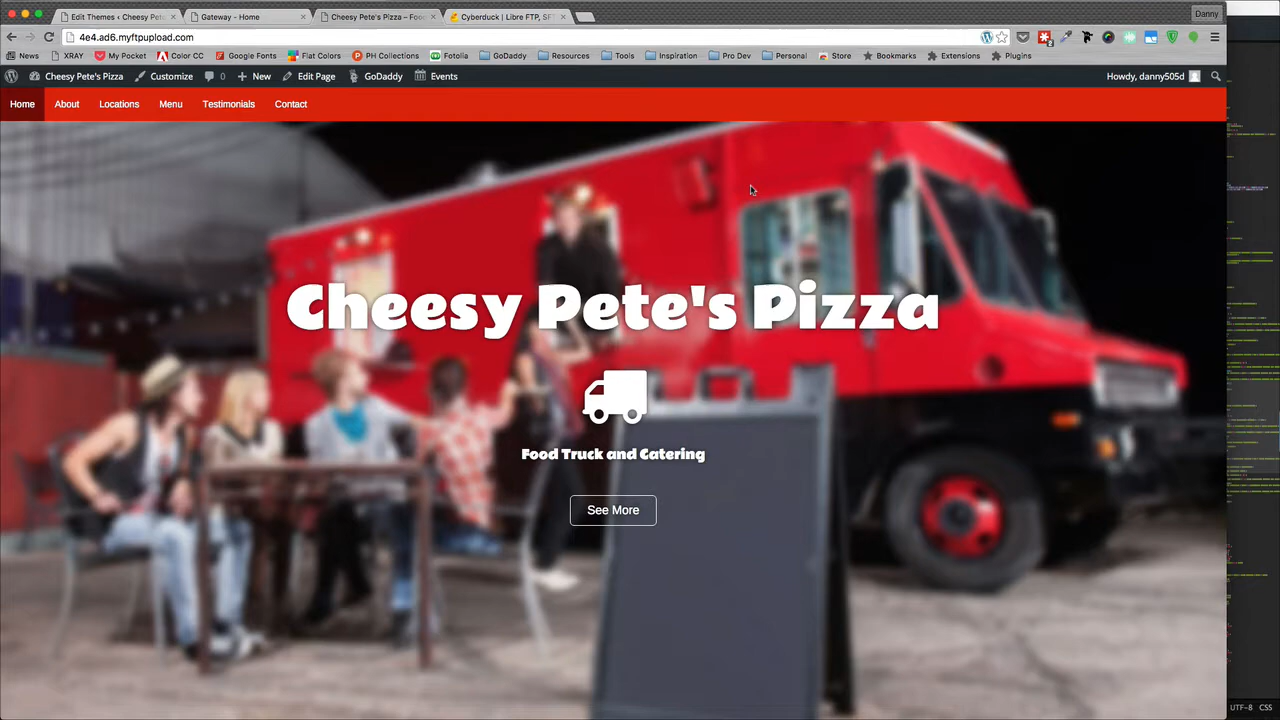 Edit Themes ‹ Cheesy Pete
Gateway - Home
Cheesy Pete's Pizza – Foo
Cyberduck | Libre FTP, SF
Danny
4e4.ad6.myftpupload.com
News XRAY My Pocket Color CC Google Fonts Flat Colors PH Collections Fotolia GoDaddy Resources Tools Inspiration Pro Dev Personal Store Bookmarks Extensions Plugins
Cheesy Pete's Pizza Customize 0 New Edit Page GoDaddy Events Howdy, danny505d
Home About Locations Menu Testimonials Contact
Cheesy Pete's Pizza
Food Truck and Catering
See More
UTF-8 CSS